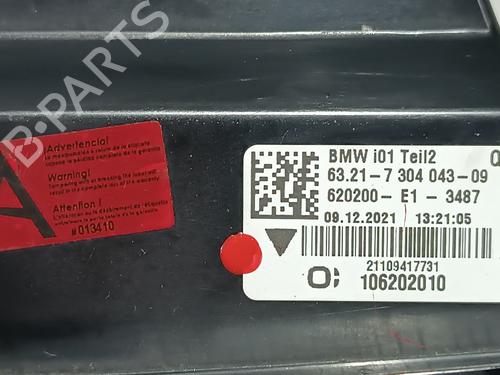 B-PARTS
Advertencia!
Warning!
Attention !
#013410
A
BMW i01 Teil2
63.21-7 304 043-09
620200- E1 - 3487
09.12.2021 13:21:05
21109417731
106202010